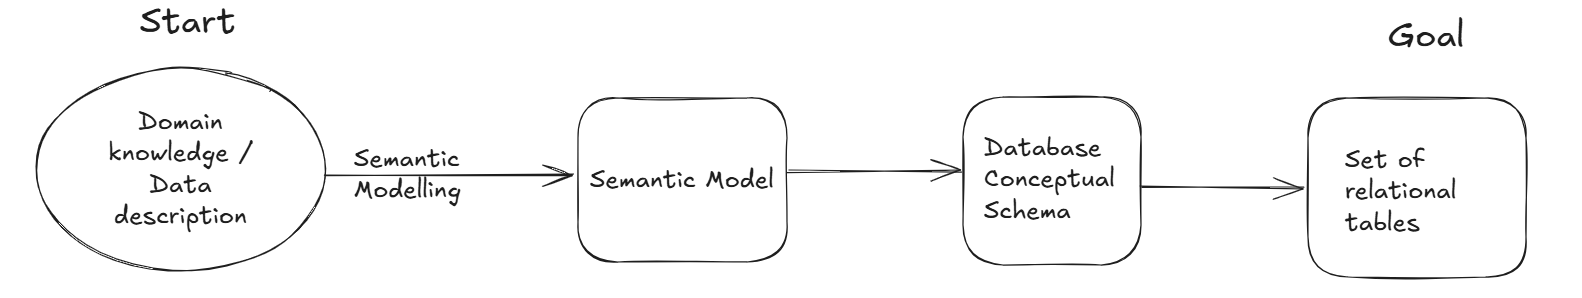 Start
Goal
Domain
knowledge /
Data
description
Semantic
Modelling
Semantic Model
Database
Conceptual
Schema
Set of
relational
tables